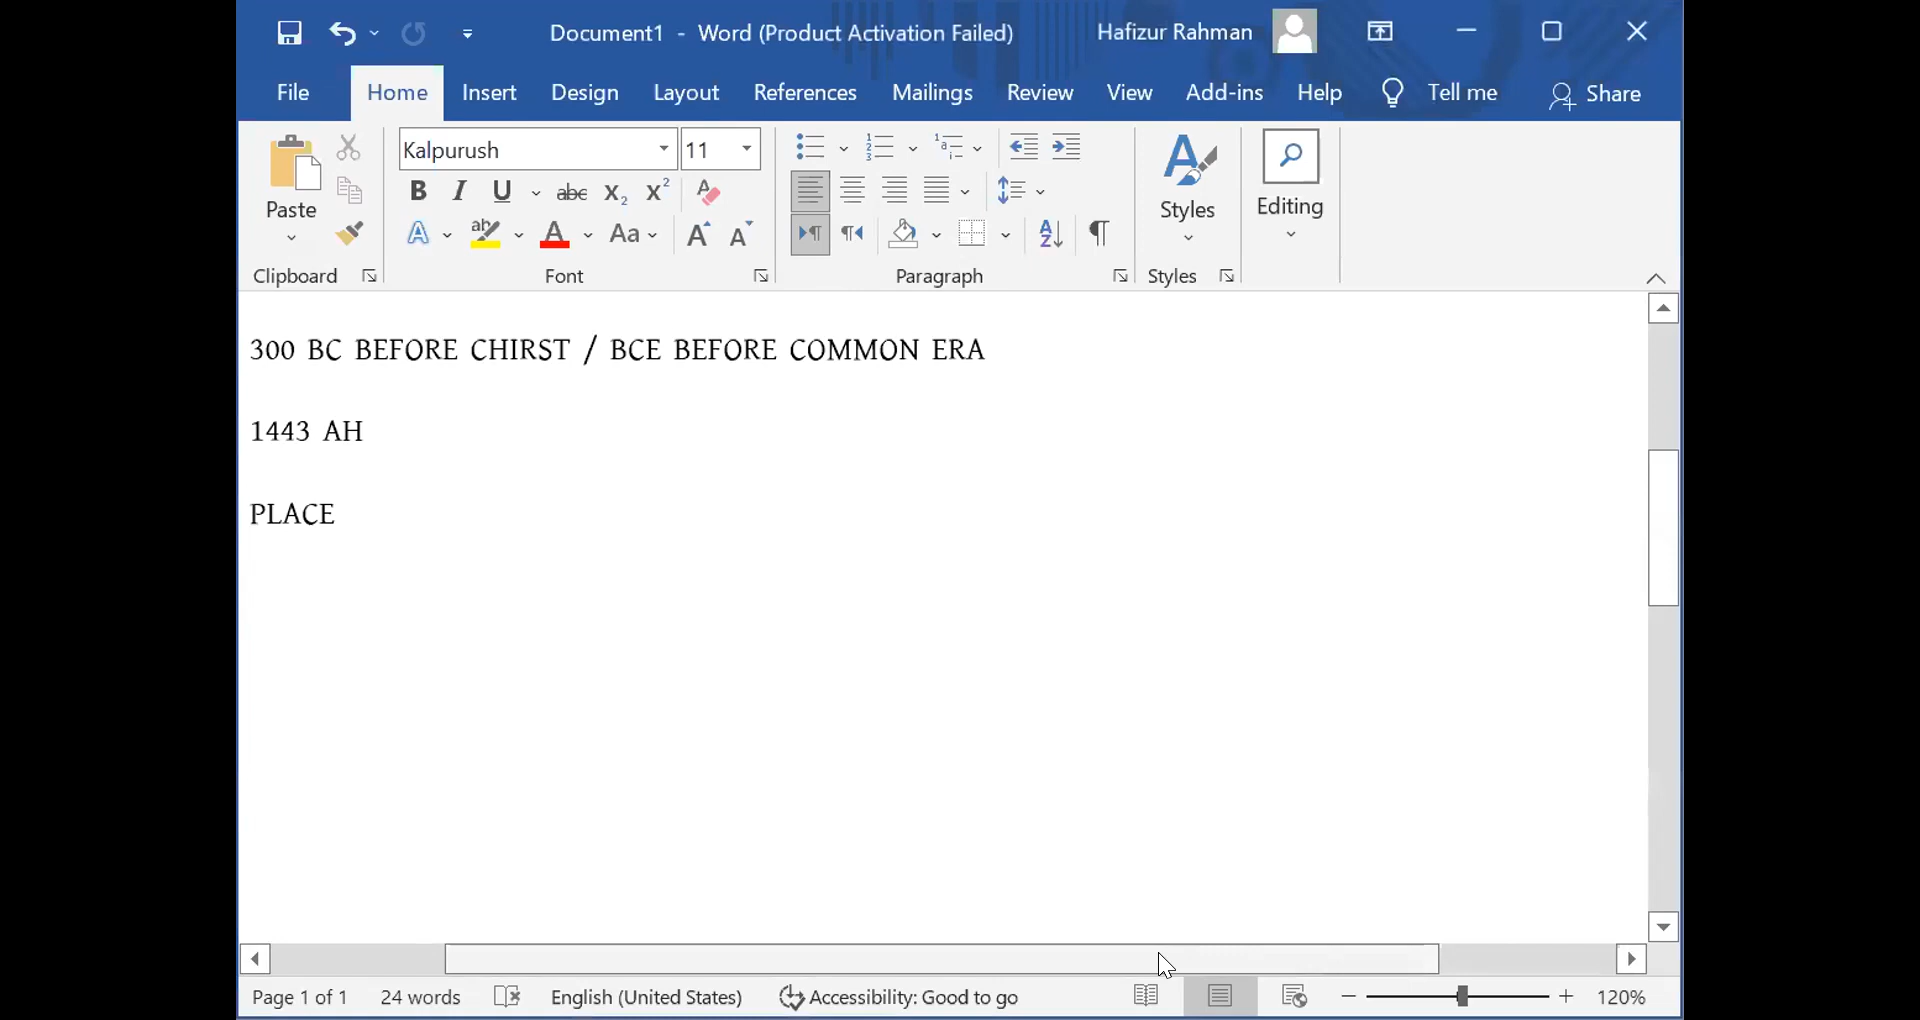 Document1 - Word (Product Activation Failed) Hafizur Rahman
File Home Insert Design Layout References Mailings Review View Add-ins Help Tell me Share
Kalpurush 11
Paste Styles Editing
Clipboard Font Paragraph Styles
300 BC BEFORE CHIRST / BCE BEFORE COMMON ERA
1443 AH
PLACE
Page 1 of 1 24 words English (United States) Accessibility: Good to go 120%